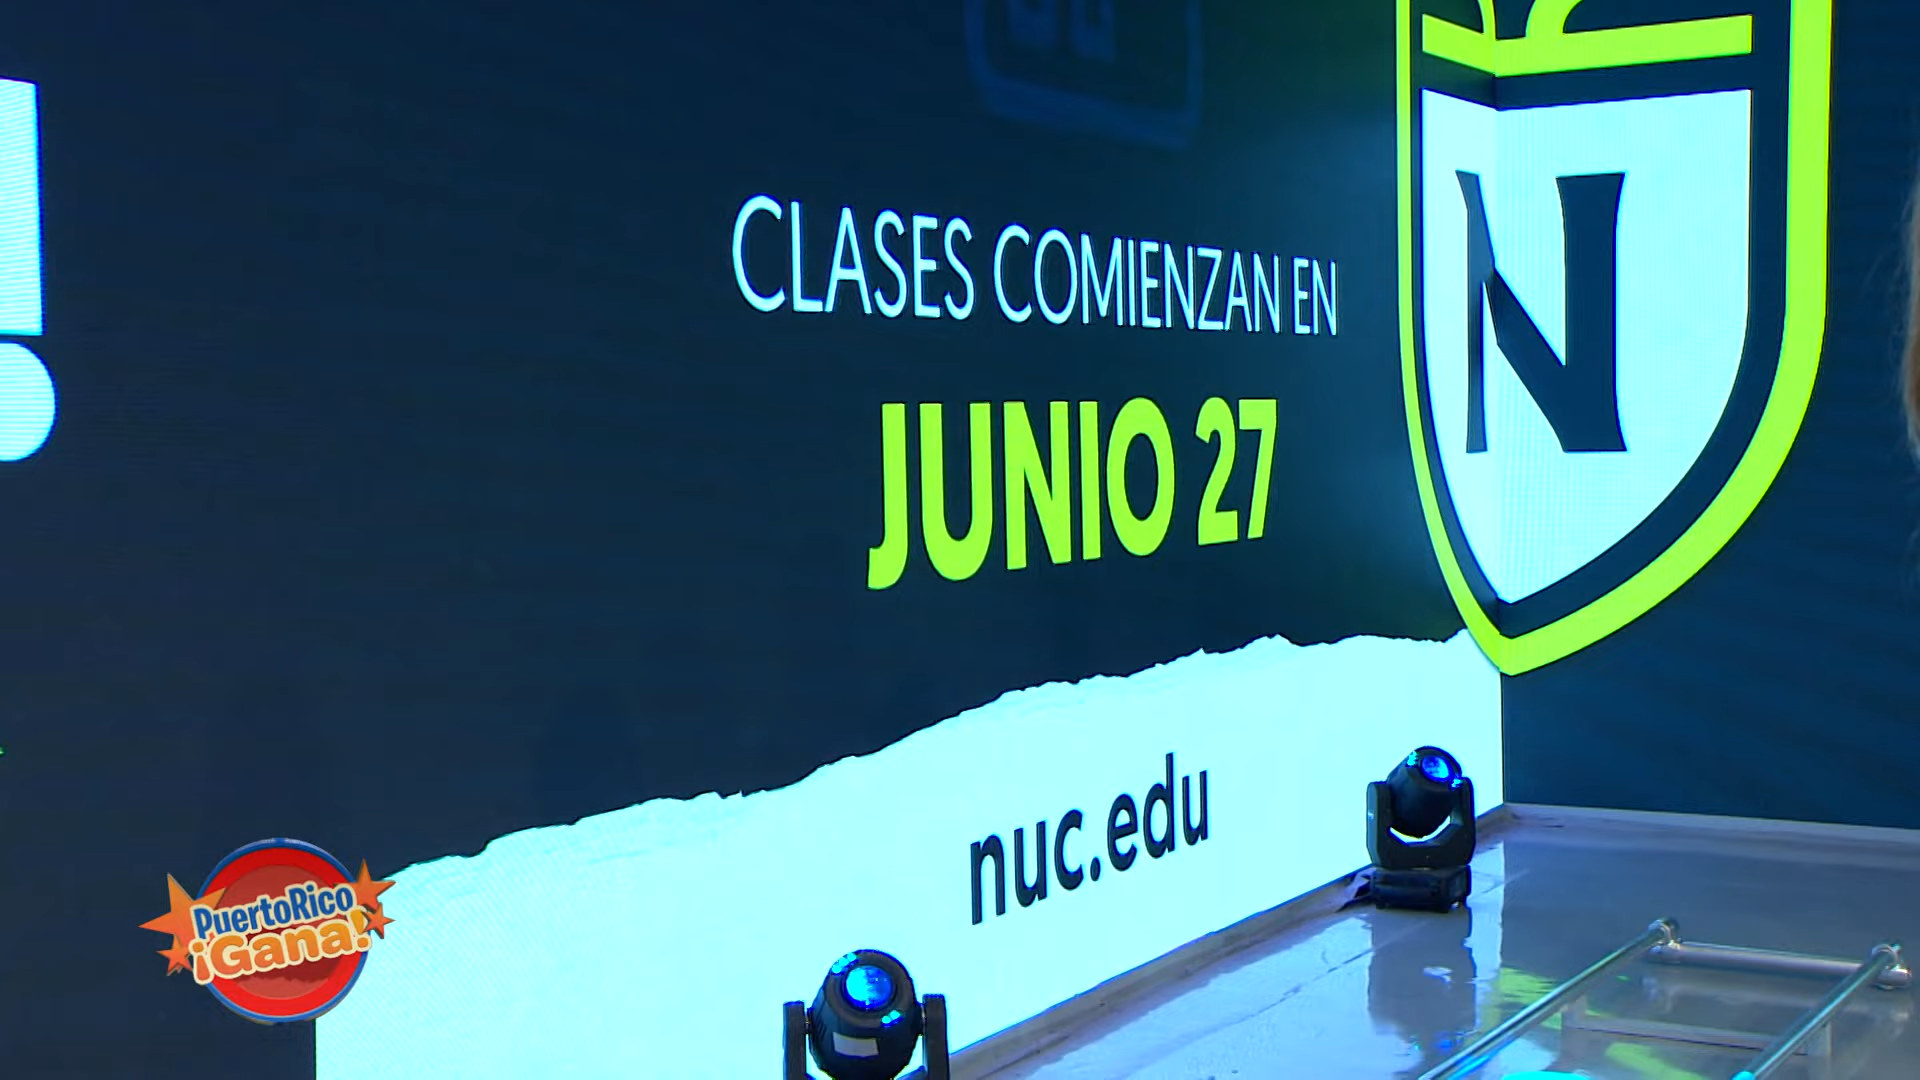 !
CLASES COMIENZAN EN
JUNIO 27
N
nuc.edu
PuertoRico
¡Gana!